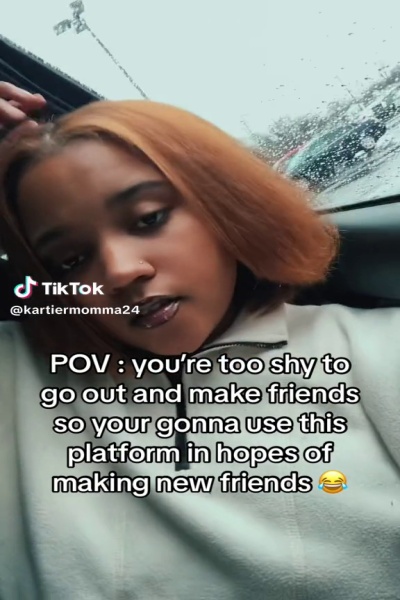 TikTok
@kartiermomma24
POV : you’re too shy to
go out and make friends
so your gonna use this
platform in hopes of
making new friends 😂